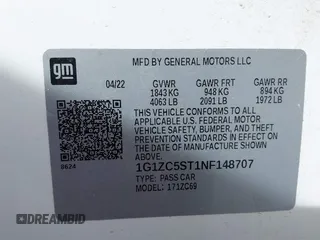 gm
MFD BY GENERAL MOTORS LLC
04/22 GVWR GAWR FRT GAWR RR
1843 KG 948 KG 894 KG
4063 LB 2091 LB 1972 LB
THIS VEHICLE CONFORMS TO ALL
APPLICABLE U.S. FEDERAL MOTOR
VEHICLE SAFETY, BUMPER, AND THEFT
PREVENTION STANDARDS IN EFFECT
ON THE DATE OF MANUFACTURE
SHOWN ABOVE.
0624
1G1ZC5ST1NF148707
TYPE: PASS CAR
MODEL: 171ZC69
DREAMBID